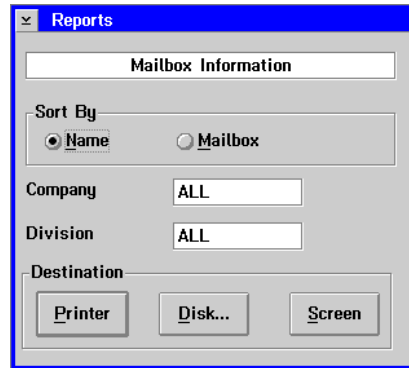 Reports
Mailbox Information
Sort By
Name Mailbox
Company ALL
Division ALL
Destination
Printer Disk... Screen